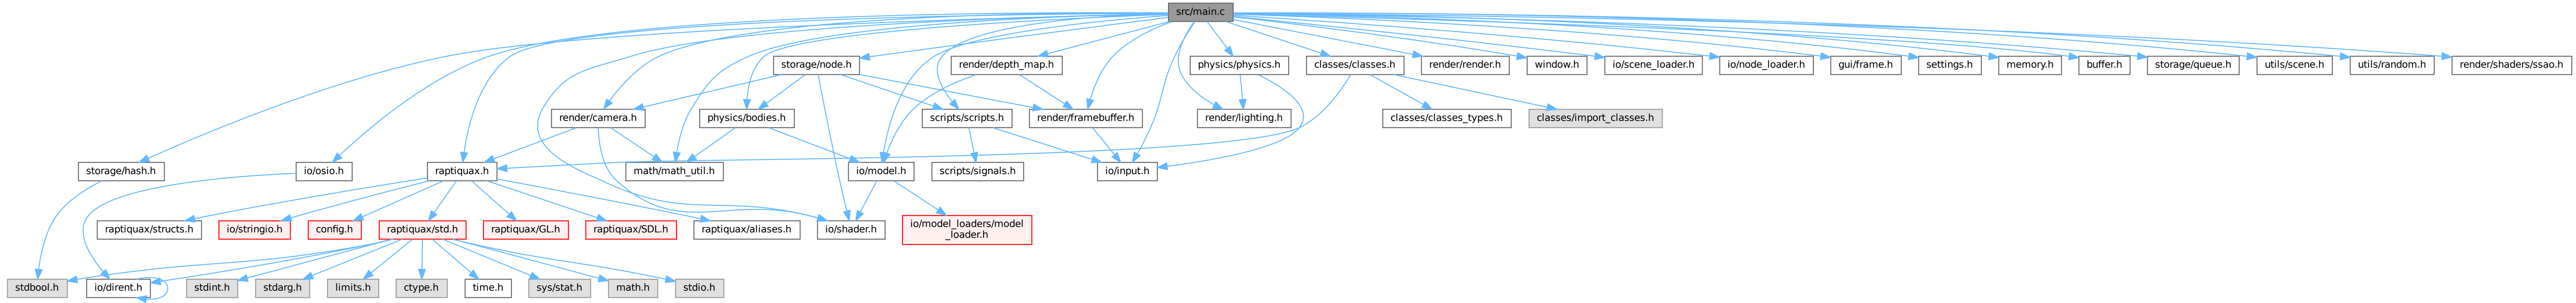 src/main.c
storage/node.h
render/depth_map.h
physics/physics.h
classes/classes.h
render/render.h
window.h
io/scene_loader.h
io/node_loader.h
gui/frame.h
settings.h
memory.h
buffer.h
storage/queue.h
utils/scene.h
utils/random.h
render/shaders/ssao.h
render/camera.h
physics/bodies.h
scripts/scripts.h
render/framebuffer.h
render/lighting.h
classes/classes_types.h
classes/import_classes.h
storage/hash.h
io/osio.h
raptiquax.h
math/math_util.h
io/model.h
scripts/signals.h
io/input.h
raptiquax/structs.h
io/stringio.h
config.h
raptiquax/std.h
raptiquax/GL.h
raptiquax/SDL.h
raptiquax/aliases.h
io/shader.h
io/model_loaders/model
_loader.h
stdbool.h
io/dirent.h
stdint.h
stdarg.h
limits.h
ctype.h
time.h
sys/stat.h
math.h
stdio.h